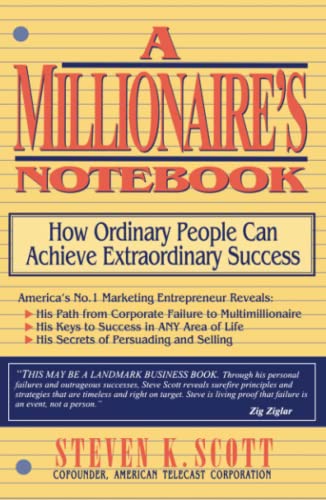 A
MILLIONAIRE'S
NOTEBOOK
How Ordinary People Can
Achieve Extraordinary Success
America's No.1 Marketing Entrepreneur Reveals:
His Path from Corporate Failure to Multimillionaire
His Keys to Success in ANY Area of Life
His Secrets of Persuading and Selling
"THIS MAY BE A LANDMARK BUSINESS BOOK. Through his personal
failures and outrageous successes, Steve Scott reveals surefire principles and
strategies that are timeless and right on target. Steve is living proof that failure is
an event, not a person."
Zig Ziglar
STEVEN K. SCOTT
COFOUNDER, AMERICAN TELECAST CORPORATION